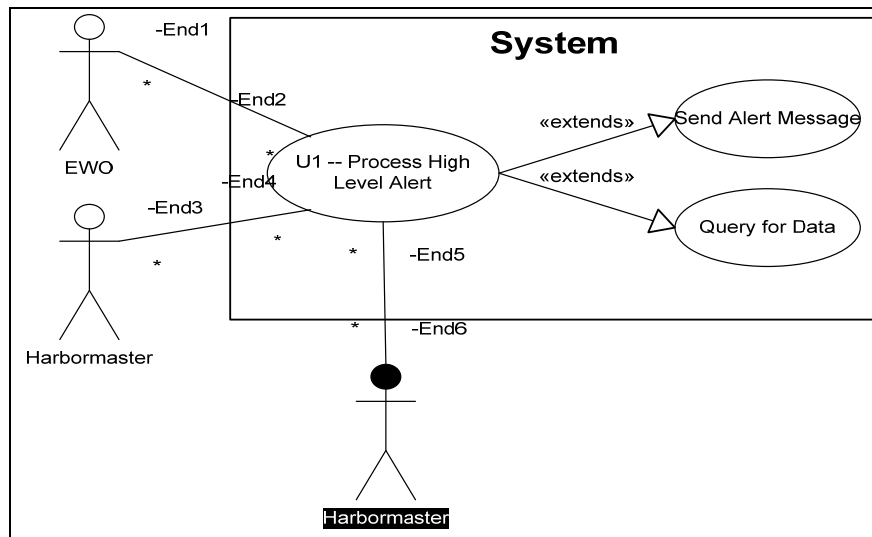 System
-End1
*
EWO
-End2
*
U1 -- Process High
Level Alert
«extends»
Send Alert Message
«extends»
Query for Data
-End4
-End3
*
*
Harbormaster
*
-End5
*
-End6
Harbormaster